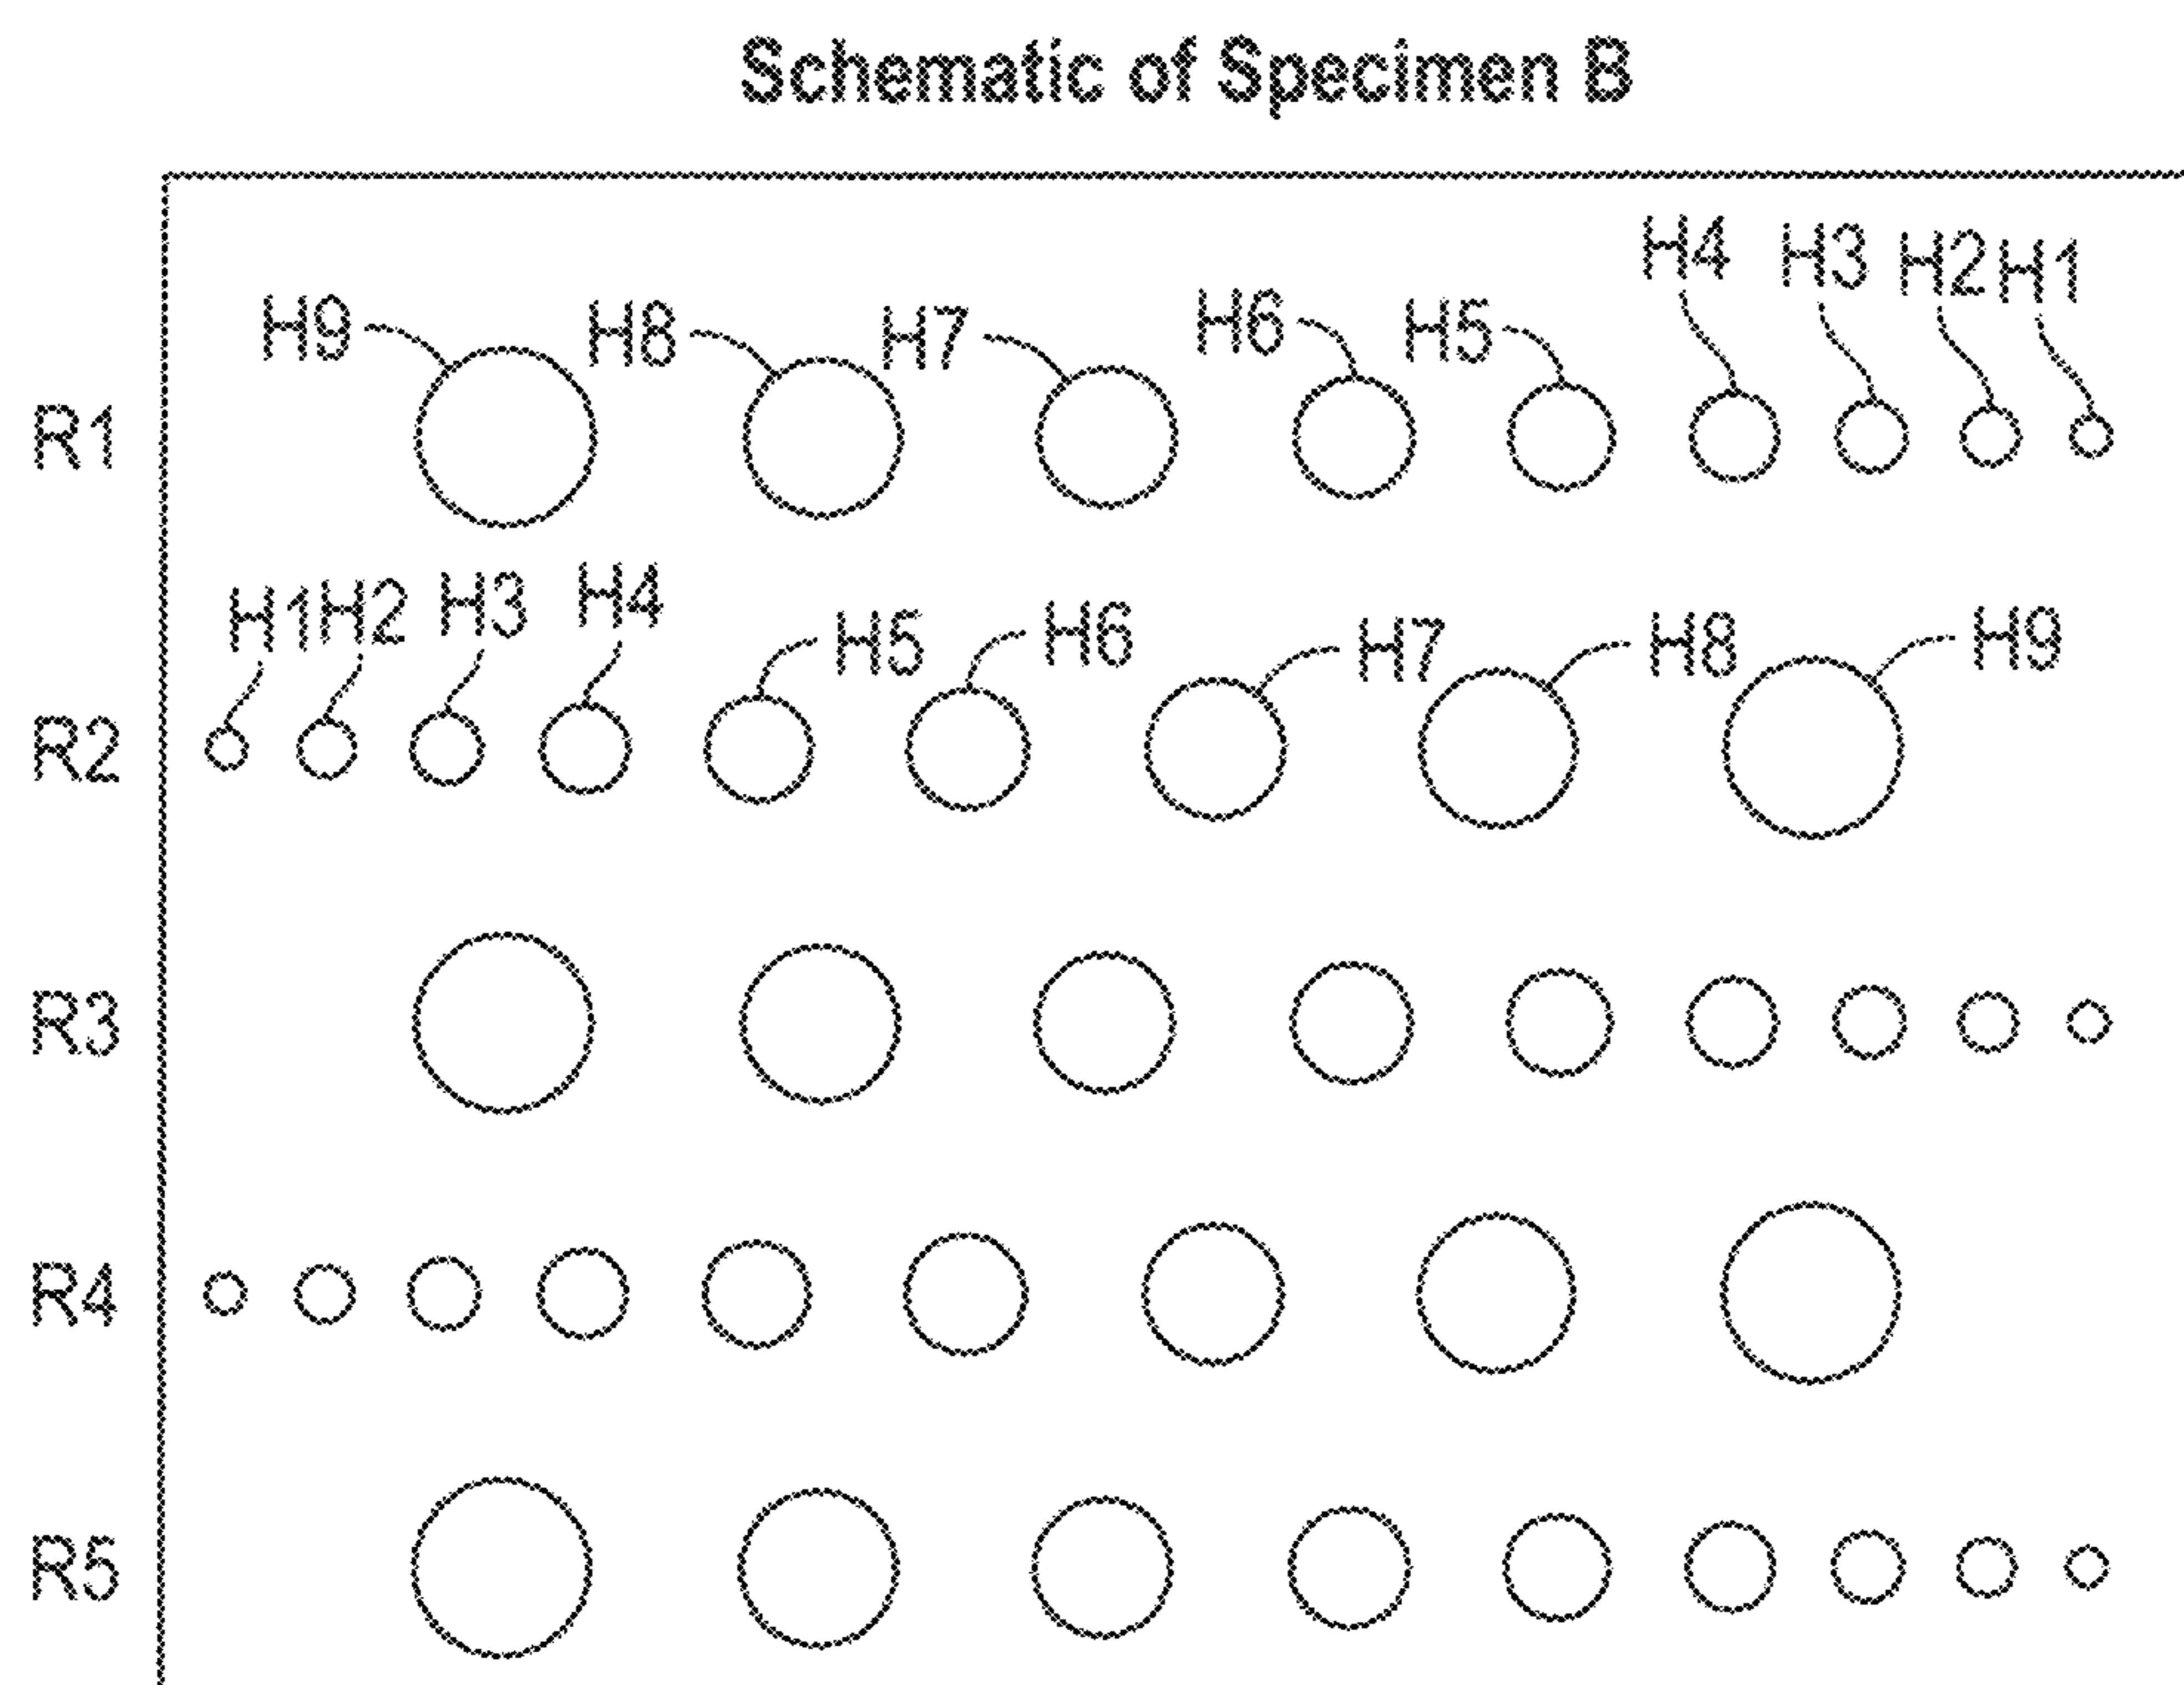 Schematic of Specimen B
H4 H3 H2 H1
H9 H8 H7 H6 H5
R1
H1 H2 H3 H4
H5 H6 H7 H8 H9
R2
R3
R4
R5